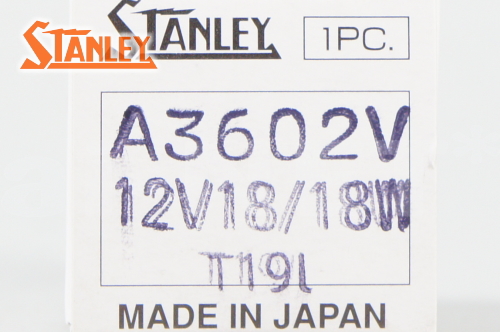 STANLEY
STANLEY
1PC.
A3602V
12V18/18W
T19l
MADE IN JAPAN